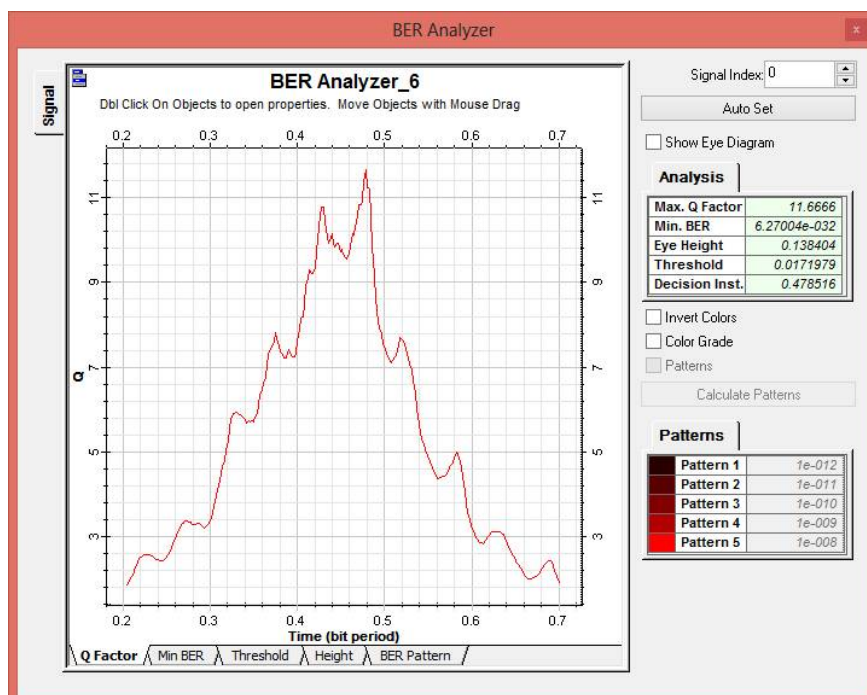 BER Analyzer
x
Signal
BER Analyzer_6
Dbl Click On Objects to open properties. Move Objects with Mouse Drag
0.2 0.3 0.4 0.5 0.6 0.7
11 11
9 9
7 7
Q
5 5
3 3
0.2 0.3 0.4 0.5 0.6 0.7
Time (bit period)
Q Factor Min BER Threshold Height BER Pattern
Signal Index: 0
Auto Set
Show Eye Diagram
Analysis
Max. Q Factor 11.6666
Min. BER 6.27004e-032
Eye Height 0.138404
Threshold 0.0171979
Decision Inst. 0.478516
Invert Colors
Color Grade
Patterns
Calculate Patterns
Patterns
Pattern 1 1e-012
Pattern 2 1e-011
Pattern 3 1e-010
Pattern 4 1e-009
Pattern 5 1e-008